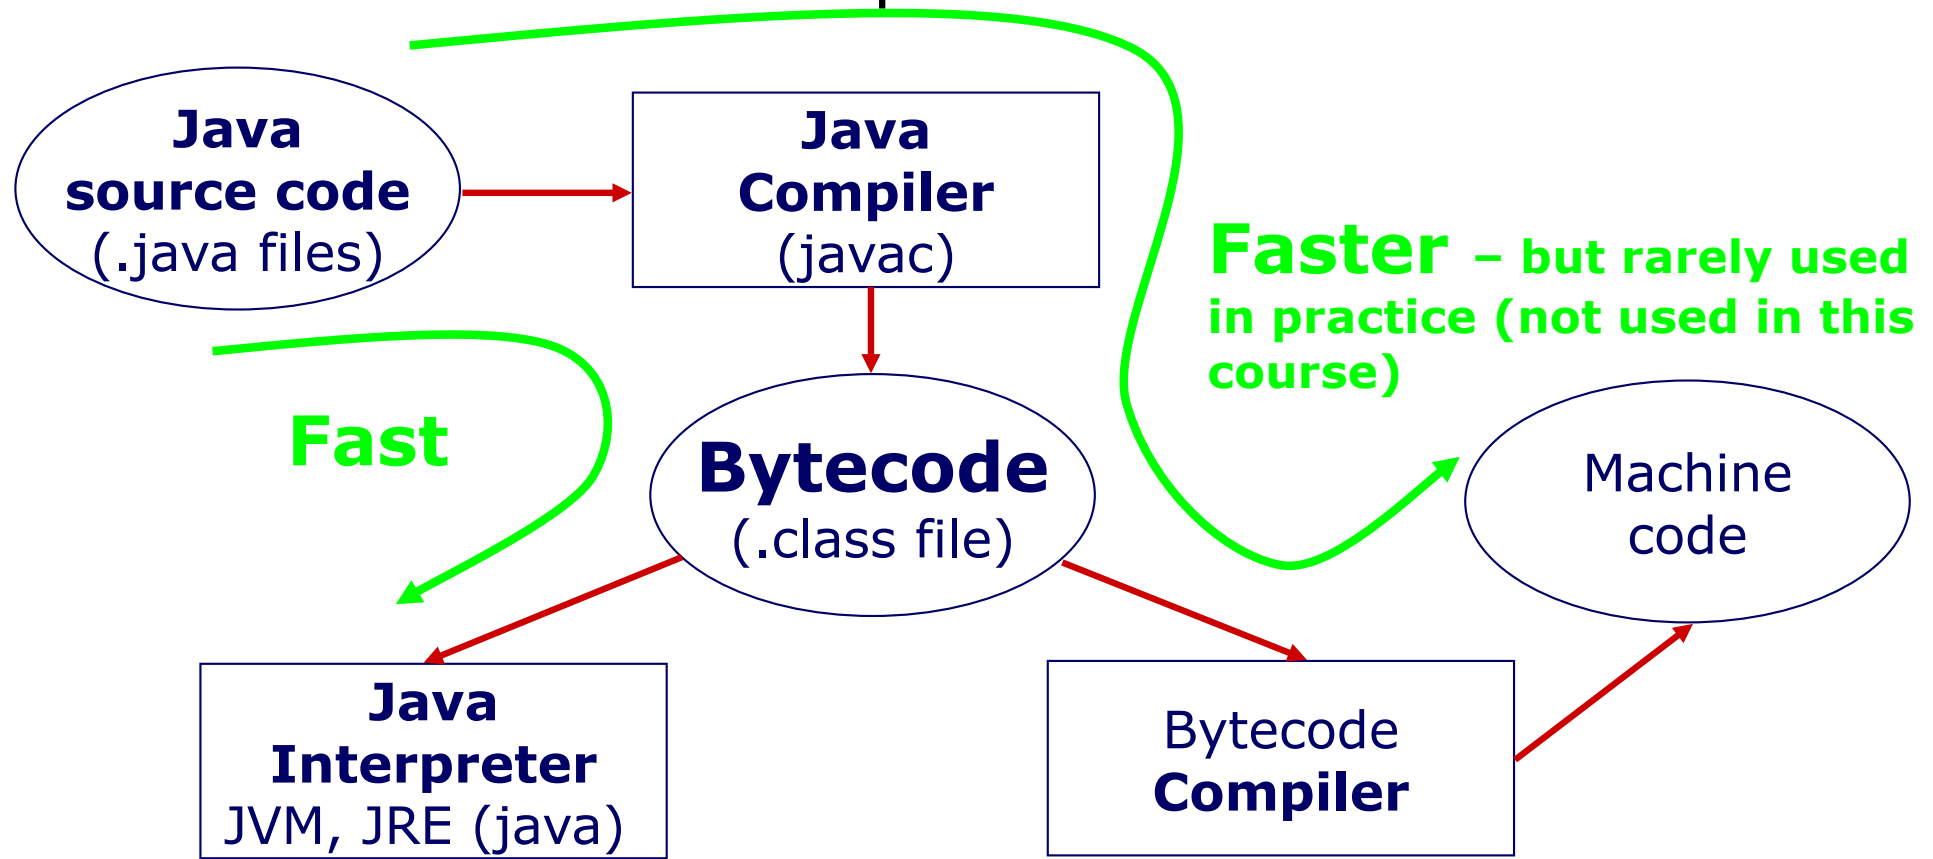 Java
source code
(.java files)
Java
Compiler
(javac)
Faster – but rarely used
in practice (not used in this
course)
Fast
Bytecode
(.class file)
Machine
code
Java
Interpreter
JVM, JRE (java)
Bytecode
Compiler